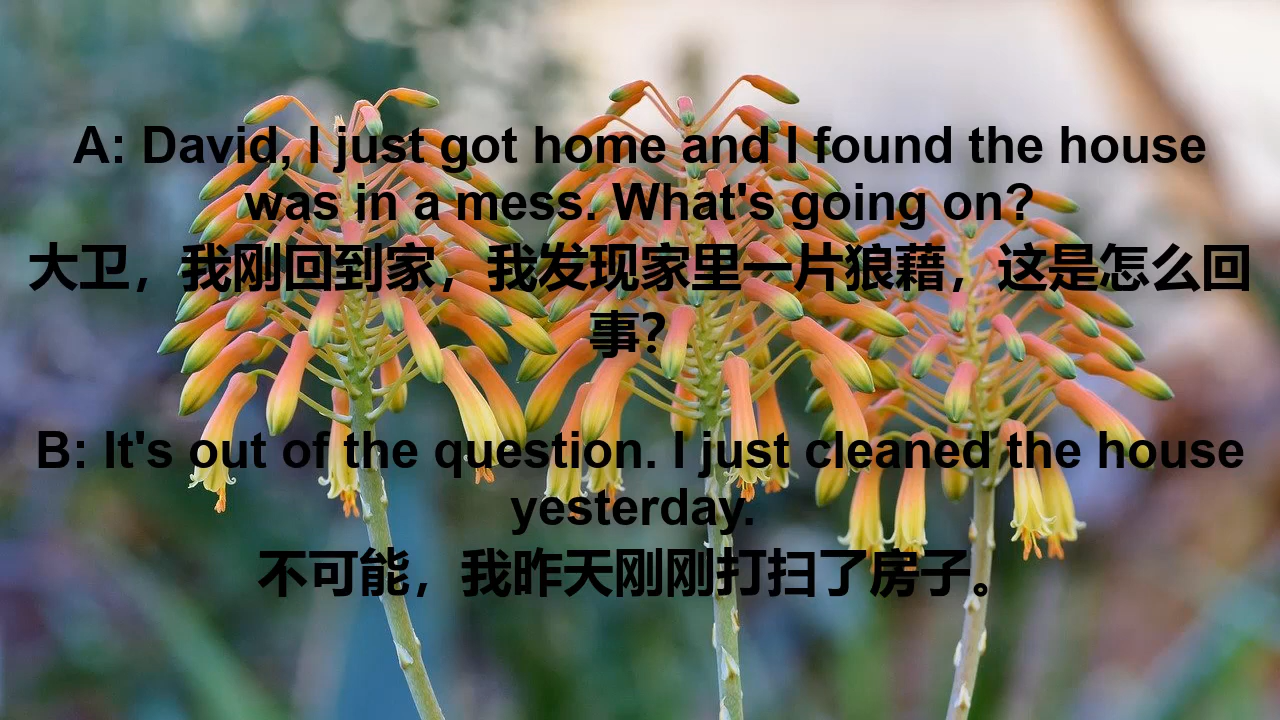 A: David, I just got home and I found the house
was in a mess. What's going on?
大卫，我刚回到家，我发现家里一片狼藉，这是怎么回
事？
B: It's out of the question. I just cleaned the house
yesterday.
不可能，我昨天刚刚打扫了房子。